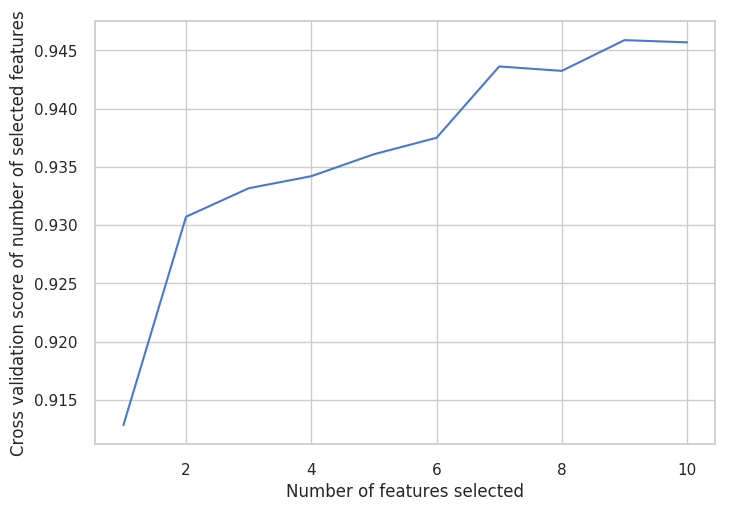 Cross validation score of number of selected features
0.945
0.940
0.935
0.930
0.925
0.920
0.915
2 4 6 8 10
Number of features selected